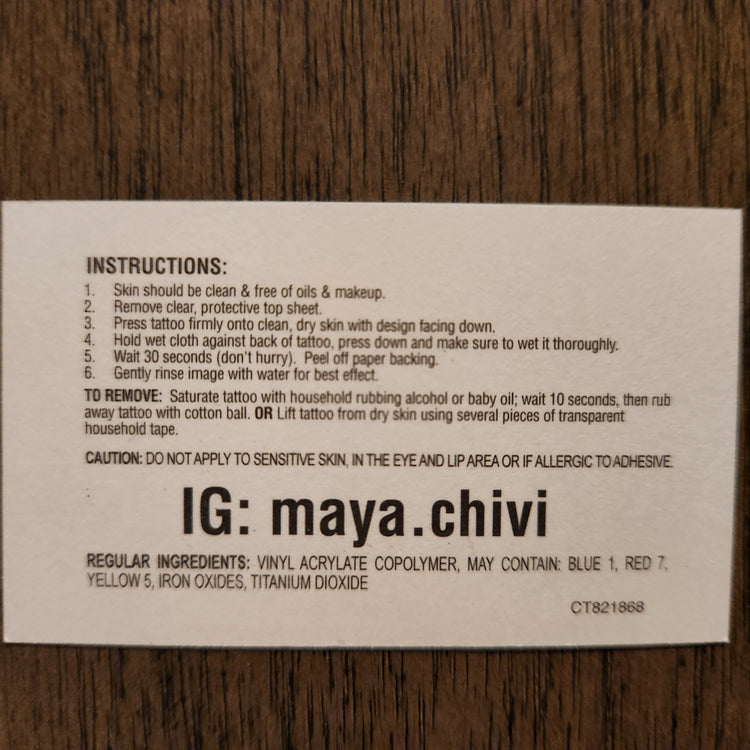 INSTRUCTIONS:
1. Skin should be clean & free of oils & makeup.
2. Remove clear, protective top sheet.
3. Press tattoo firmly onto clean, dry skin with design facing down.
4. Hold wet cloth against back of tattoo, press down and make sure to wet it thoroughly.
5. Wait 30 seconds (don't hurry). Peel off paper backing.
6. Gently rinse image with water for best effect.
TO REMOVE: Saturate tattoo with household rubbing alcohol or baby oil; wait 10 seconds, then rub
away tattoo with cotton ball. OR Lift tattoo from dry skin using several pieces of transparent
household tape.
CAUTION: DO NOT APPLY TO SENSITIVE SKIN, IN THE EYE AND LIP AREA OR IF ALLERGIC TO ADHESIVE.
IG: maya.chivi
REGULAR INGREDIENTS: VINYL ACRYLATE COPOLYMER, MAY CONTAIN: BLUE 1, RED 7,
YELLOW 5, IRON OXIDES, TITANIUM DIOXIDE
CT821868